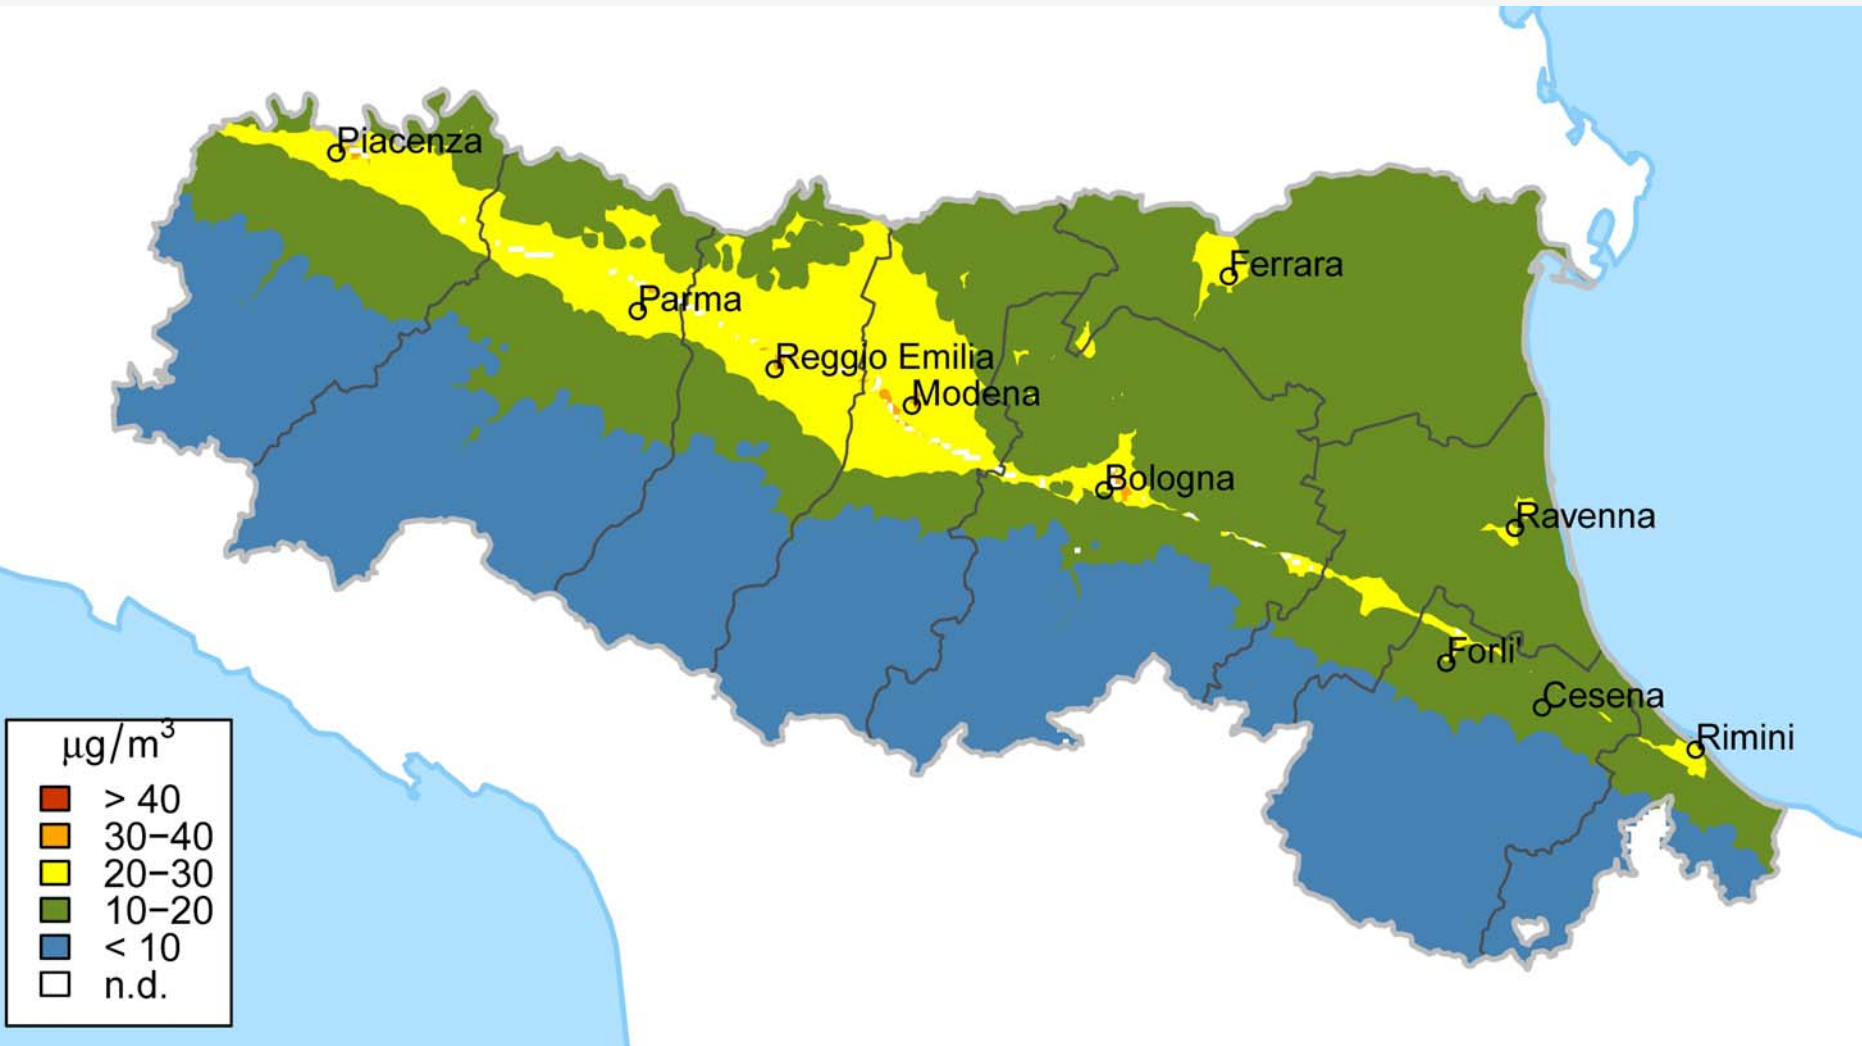 Piacenza
Parma
Reggio Emilia
Modena
Ferrara
Bologna
Ravenna
Forli'
Cesena
Rimini
μg/m³
> 40
30−40
20−30
10−20
< 10
n.d.